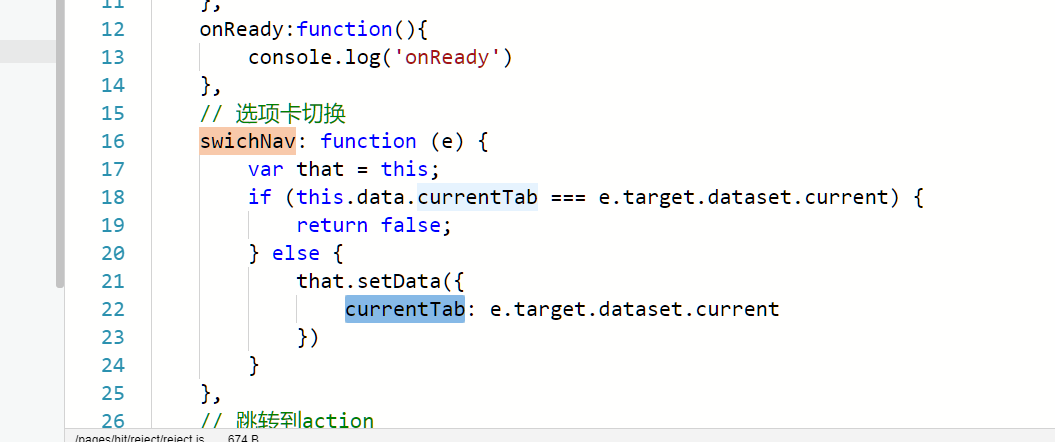 11 },
12 onReady:function(){
13 console.log('onReady')
14 },
15 // 选项卡切换
16 swichNav: function (e) {
17 var that = this;
18 if (this.data.currentTab === e.target.dataset.current) {
19 return false;
20 } else {
21 that.setData({
22 currentTab: e.target.dataset.current
23 })
24 }
25 },
26 // 跳转到action
/pages/hit/reject/reject.js 674 B